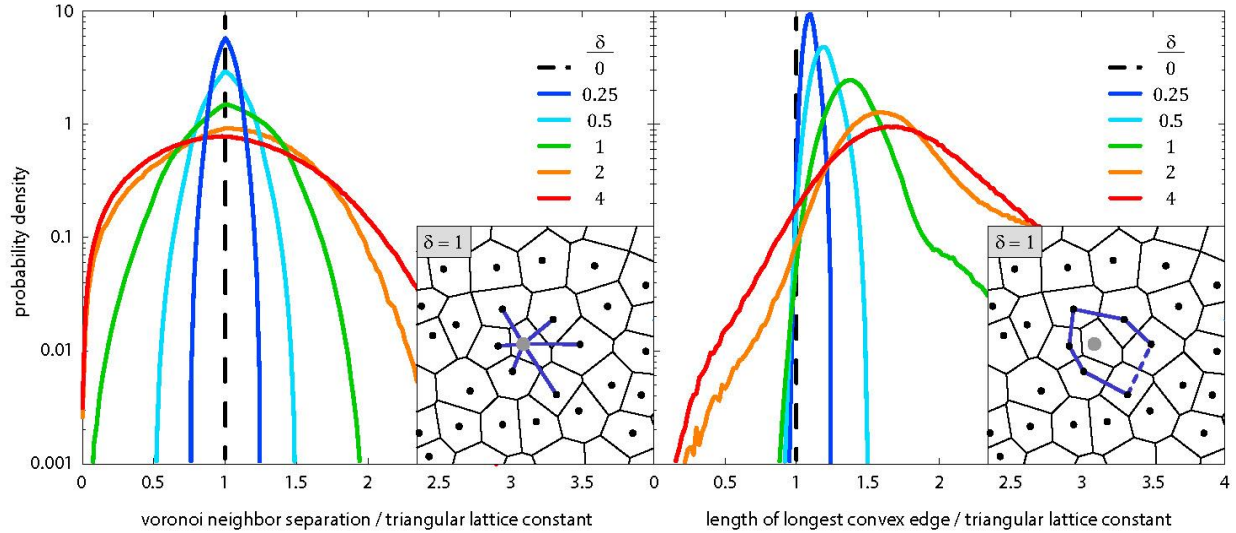 probability density
10
1
0.1
0.01
0.001
δ
0
0.25
0.5
1
2
4
δ = 1
0 0.5 1 1.5 2 2.5 3 3.5
voronoi neighbor separation / triangular lattice constant
δ
0
0.25
0.5
1
2
4
δ = 1
0 0.5 1 1.5 2 2.5 3 3.5 4
length of longest convex edge / triangular lattice constant